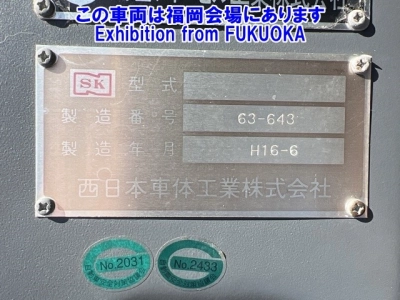 この車両は福岡会場にあります
Exhibition from FUKUOKA
SK 型式
製造番号 63-643
製造年月 H16-6
西日本車体工業株式会社
No.2031 No.2433